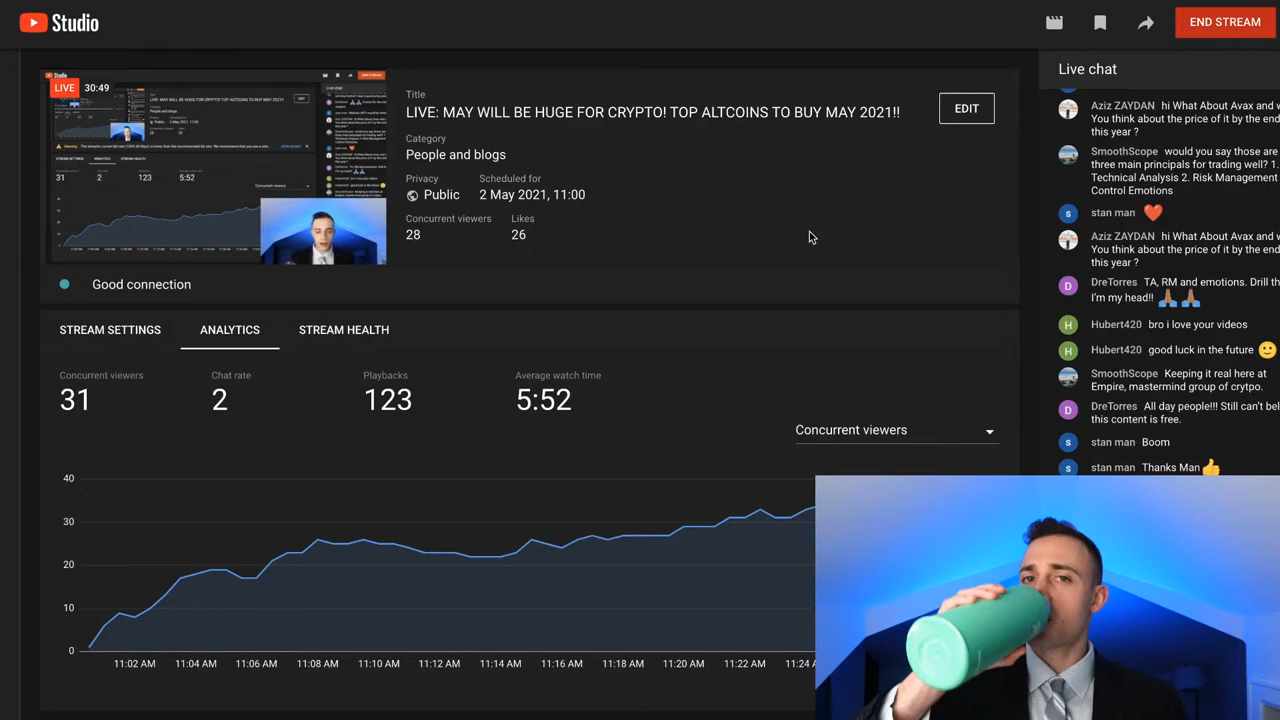 Studio
END STREAM
LIVE 30:49
Title
LIVE: MAY WILL BE HUGE FOR CRYPTO! TOP ALTCOINS TO BUY MAY 2021!!
EDIT
Category
People and blogs
Privacy Scheduled for
Public 2 May 2021, 11:00
Concurrent viewers Likes
28 26
Good connection
STREAM SETTINGS ANALYTICS STREAM HEALTH
Concurrent viewers Chat rate Playbacks Average watch time
31 2 123 5:52
Concurrent viewers
40
30
20
10
0
11:02 AM 11:04 AM 11:06 AM 11:08 AM 11:10 AM 11:12 AM 11:14 AM 11:16 AM 11:18 AM 11:20 AM 11:22 AM 11:24
Live chat
Aziz ZAYDAN hi What About Avax and
You think about the price of it by the end
this year ?
SmoothScope would you say those are
three main principals for trading well? 1.
Technical Analysis 2. Risk Management
Control Emotions
stan man ❤️
Aziz ZAYDAN hi What About Avax and
You think about the price of it by the end
this year ?
DreTorres TA, RM and emotions. Drill
I'm my head!! 🙏🏽 🙏🏽
Hubert420 bro i love your videos
Hubert420 good luck in the future 🙂
SmoothScope Keeping it real here at
Empire, mastermind group of crytpo.
DreTorres All day people!!! Still can't
this content is free.
stan man Boom
stan man Thanks Man 👍